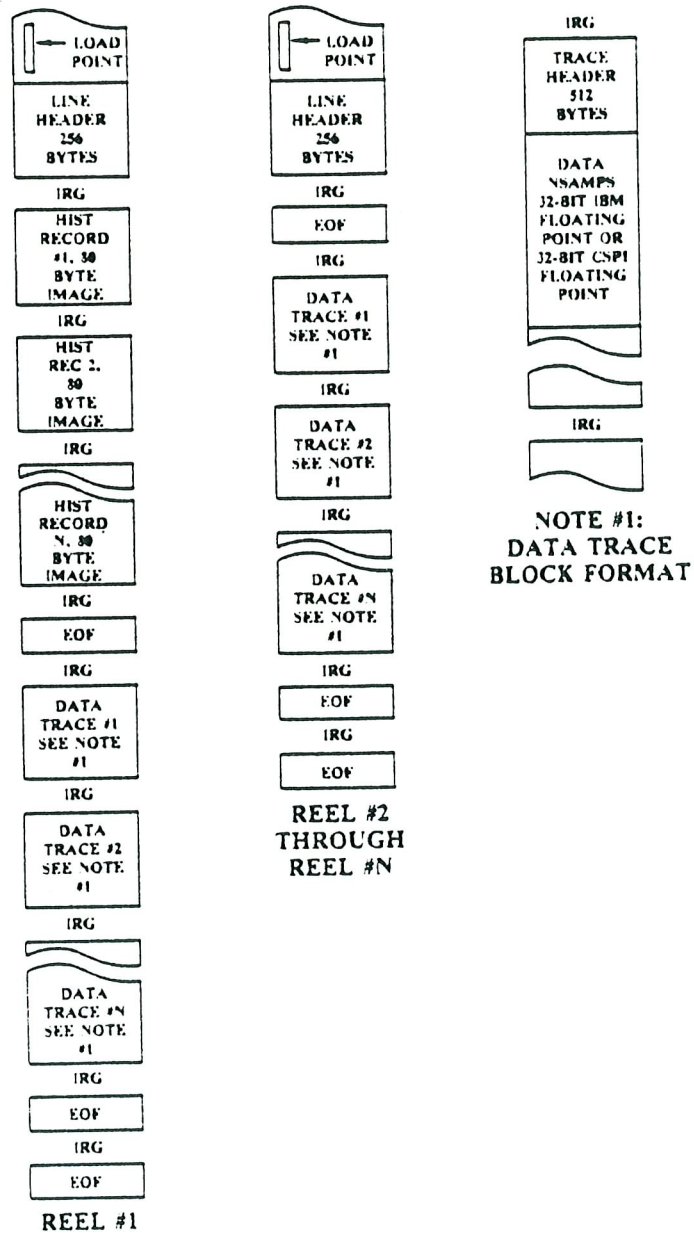 LOAD
POINT
LINE
HEADER
256
BYTES
IRG
HIST
RECORD
#1, 80
BYTE
IMAGE
IRG
HIST
REC 2,
80
BYTE
IMAGE
IRG
HIST
RECORD
N, 80
BYTE
IMAGE
IRG
EOF
IRG
DATA
TRACE #1
SEE NOTE
#1
IRG
DATA
TRACE #2
SEE NOTE
#1
IRG
DATA
TRACE #N
SEE NOTE
#1
IRG
EOF
IRG
EOF
REEL #1
LOAD
POINT
LINE
HEADER
256
BYTES
IRG
EOF
IRG
DATA
TRACE #1
SEE NOTE
#1
IRG
DATA
TRACE #2
SEE NOTE
#1
IRG
DATA
TRACE #N
SEE NOTE
#1
IRG
EOF
IRG
EOF
REEL #2
THROUGH
REEL #N
IRG
TRACE
HEADER
512
BYTES
DATA
NSAMPS
32-BIT IBM
FLOATING
POINT OR
32-BIT CSPI
FLOATING
POINT
IRG
NOTE #1:
DATA TRACE
BLOCK FORMAT